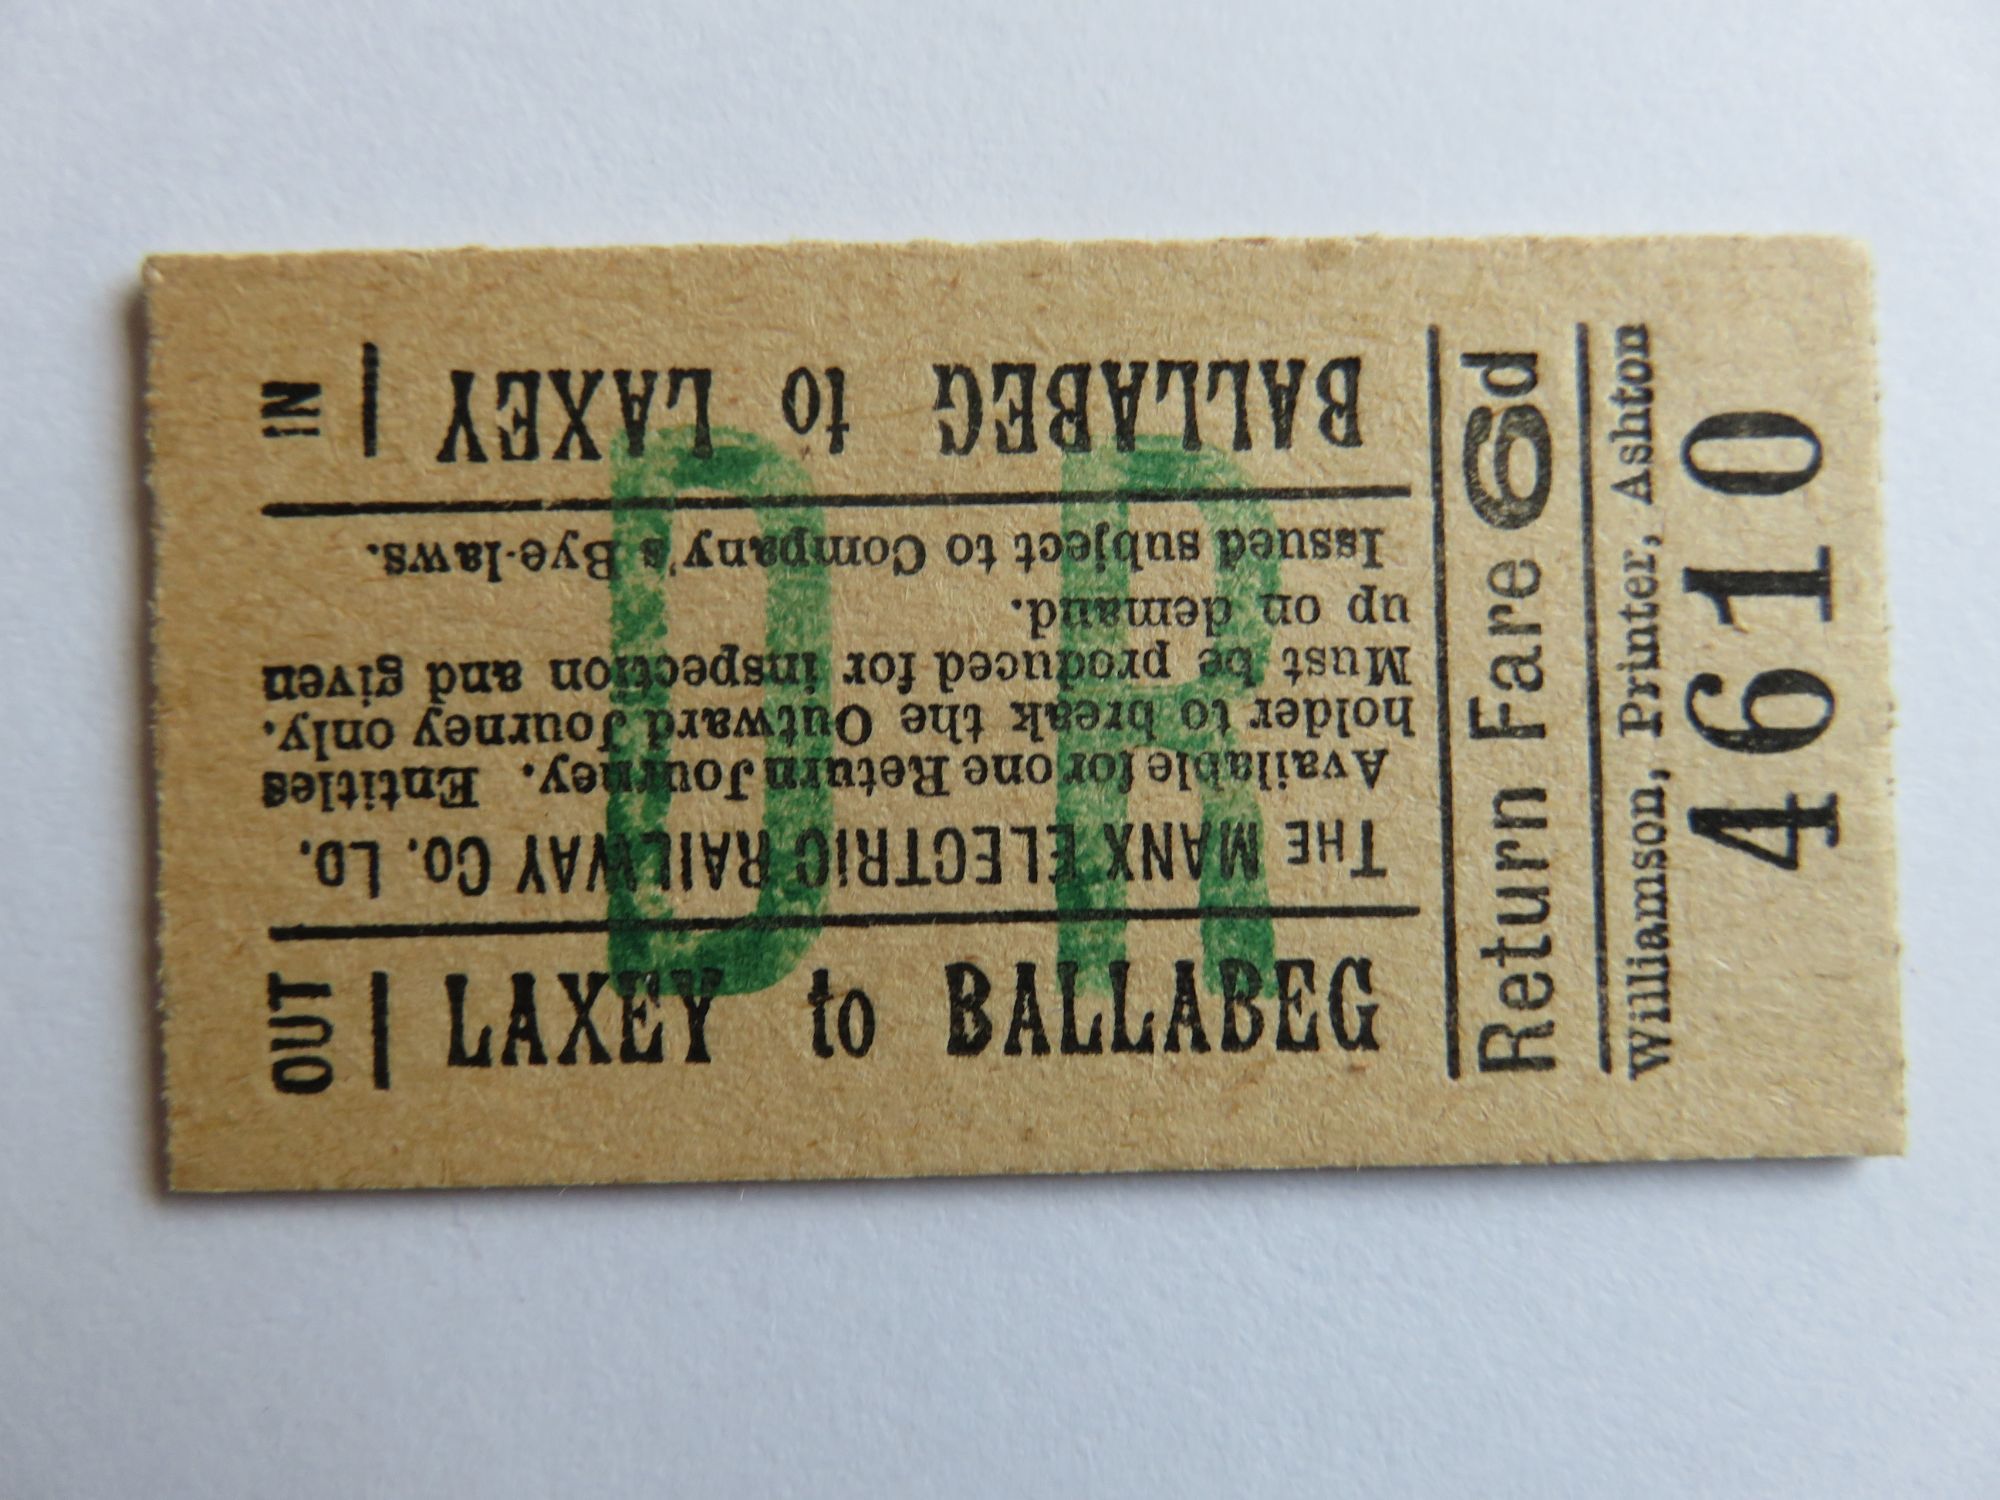 IN
BALLABEG to LAXEY
THE MANX ELECTRIC RAILWAY CO. LD.
Available for one Return Journey. Entitles
holder to break the Outward Journey only.
Must be produced for inspection and given
up on demand.
Issued subject to Company's Bye-laws.
OUT
LAXEY to BALLABEG
Return Fare 6d
Williamson, Printer, Ashton
4610
D R